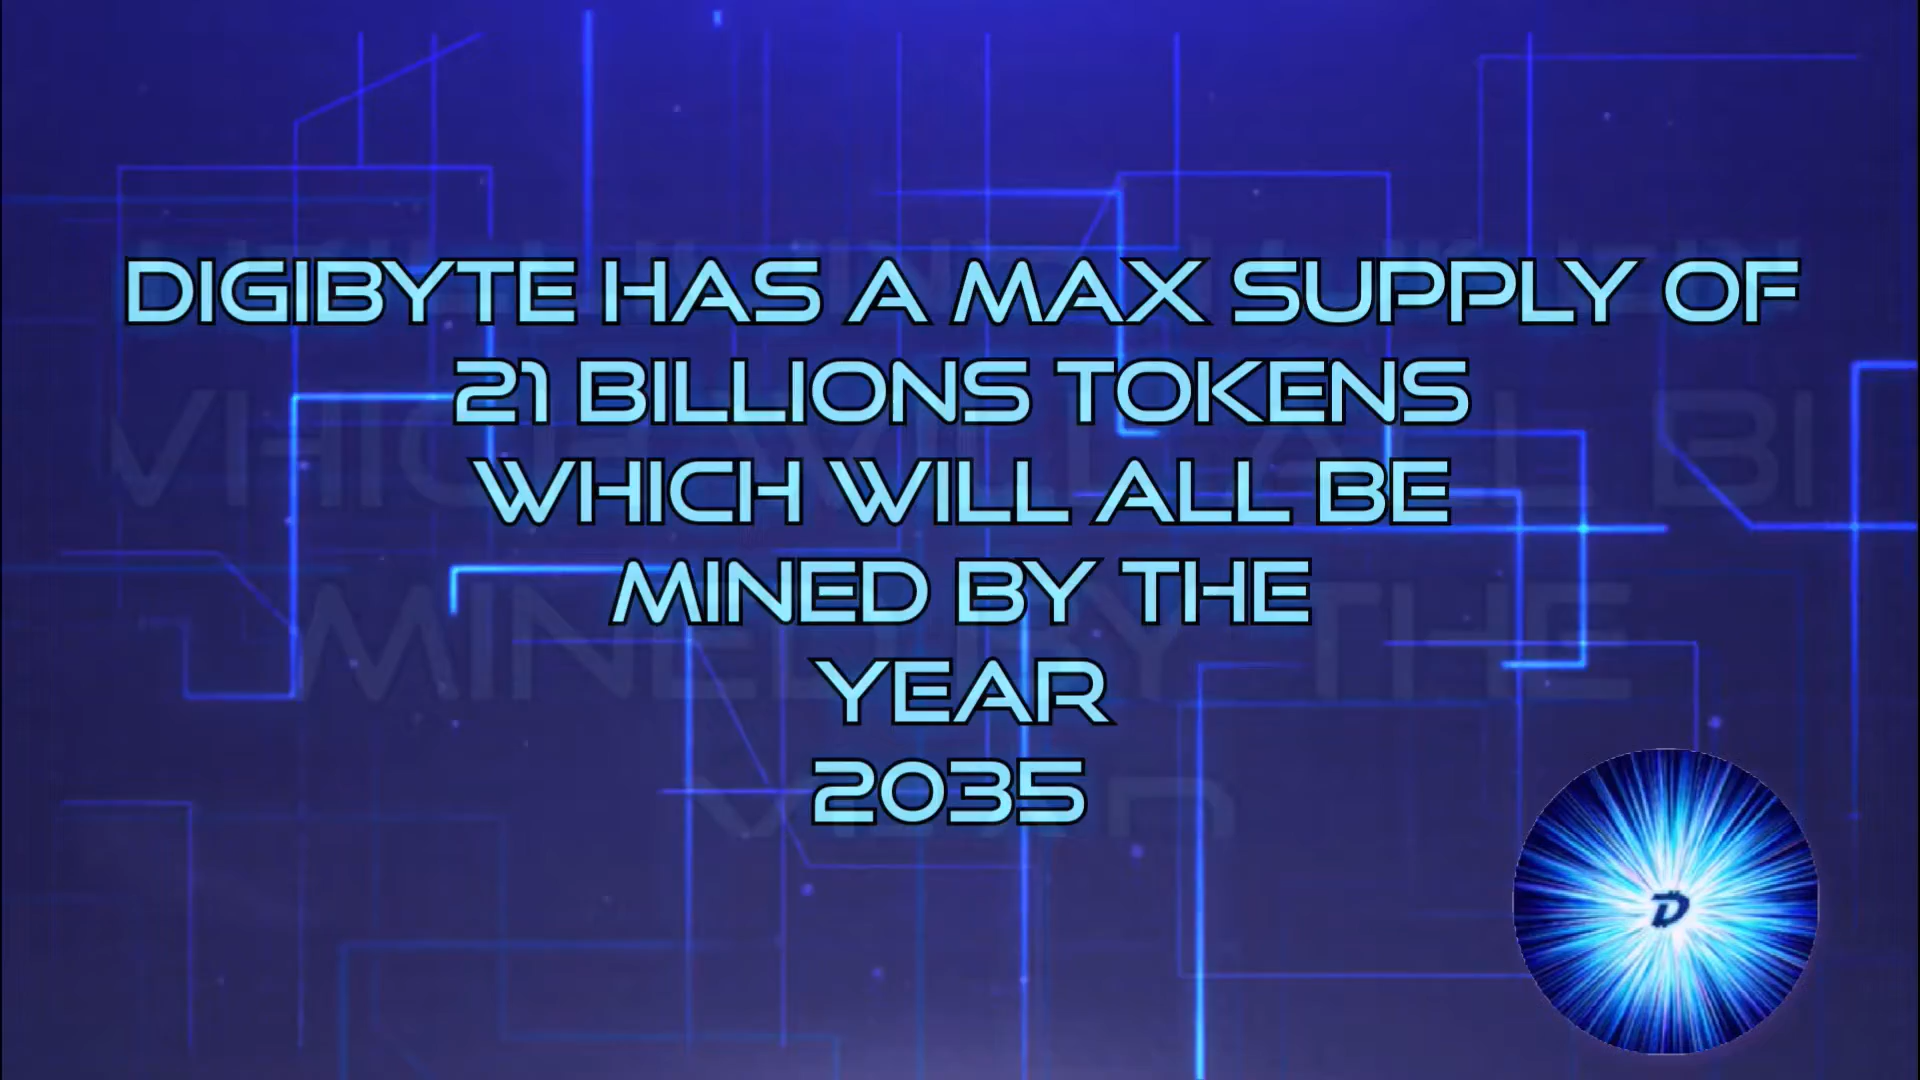 DIGIBYTE HAS A MAX SUPPLY OF
21 BILLIONS TOKENS
WHICH WILL ALL BE
MINED BY THE
YEAR
2035